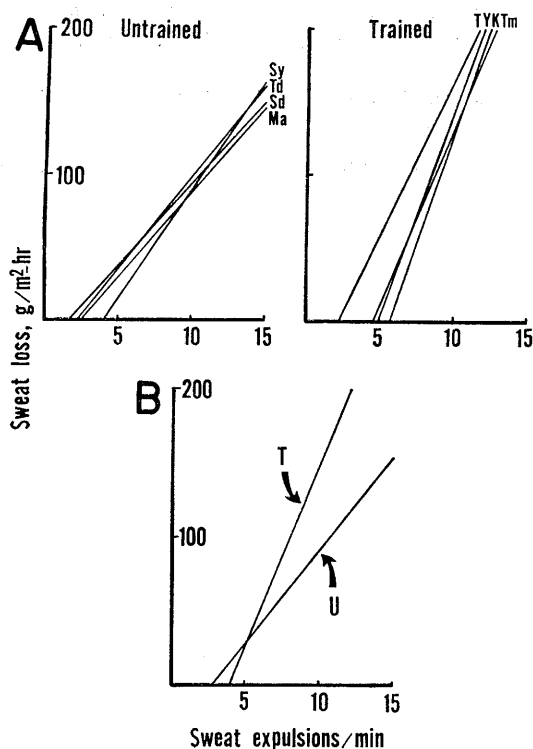 A
200
Untrained
Trained
TYKTm
Sy
Td
Sd
Ma
100
5
10
15
5
10
15
Sweat loss, g/m²-hr
B
200
T
100
U
5
10
15
Sweat expulsions/min